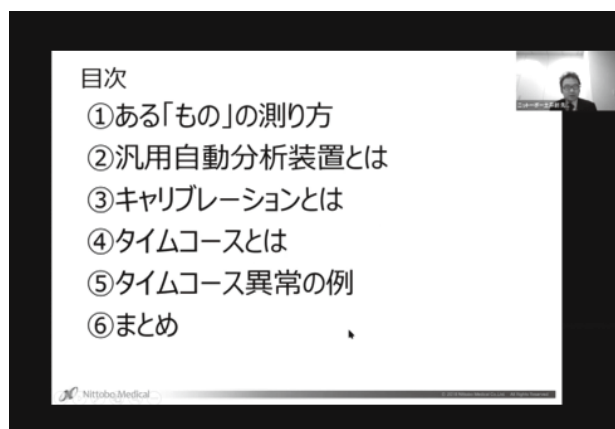 目次
①ある「もの」の測り方
②汎用自動分析装置とは
③キャリブレーションとは
④タイムコースとは
⑤タイムコース異常の例
⑥まとめ
Nittobo Medical